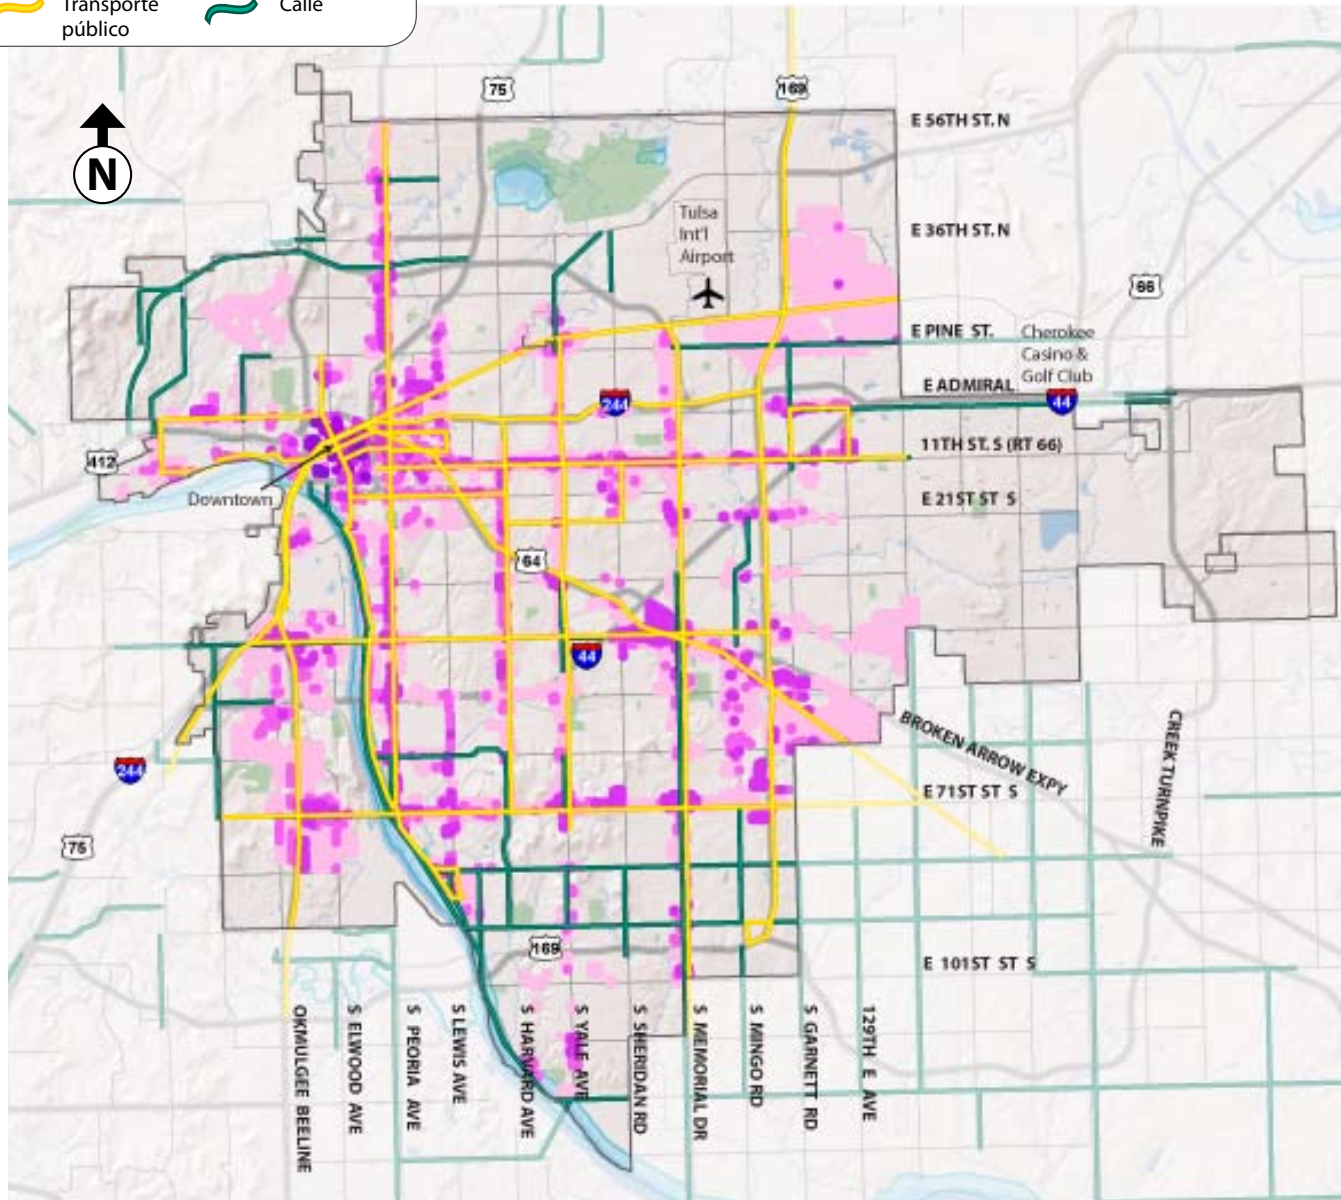 Transporte
público
Calle
75
169
E 56TH ST. N
N
Tulsa
Int'l
Airport
E 36TH ST. N
66
E PINE ST.
Cherokee
Casino &
Golf Club
E ADMIRAL
244
44
412
11TH ST. S (RT 66)
Downtown
E 21ST ST S
64
44
BROKEN ARROW EXPY
CREEK TURNPIKE
244
E 71ST ST S
75
169
E 101ST ST S
OKMULGEE BEELINE
S ELWOOD AVE
S PEORIA AVE
S LEWIS AVE
S HARVARD AVE
S YALE AVE
S SHERIDAN RD
S MEMORIAL DR
S MINGO RD
S GARNETT RD
129TH E AVE